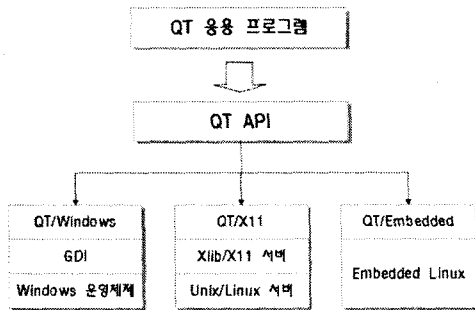 QT 응용 프로그램
QT API
QT/Windows
GDI
Windows 운영체제
QT/X11
Xlib/X11 서버
Unix/Linux 서버
QT/Embedded
Embedded Linux